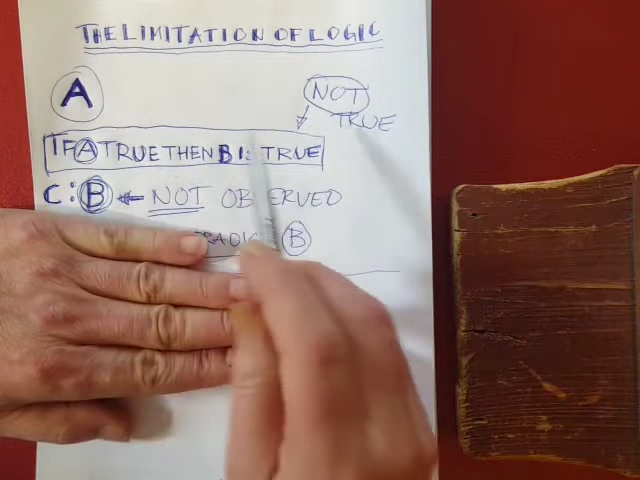 THE LIMITATION OF LOGIC
A
NOT
TRUE
IF A TRUE THEN B IS TRUE
C: B ← NOT OBSERVED
B